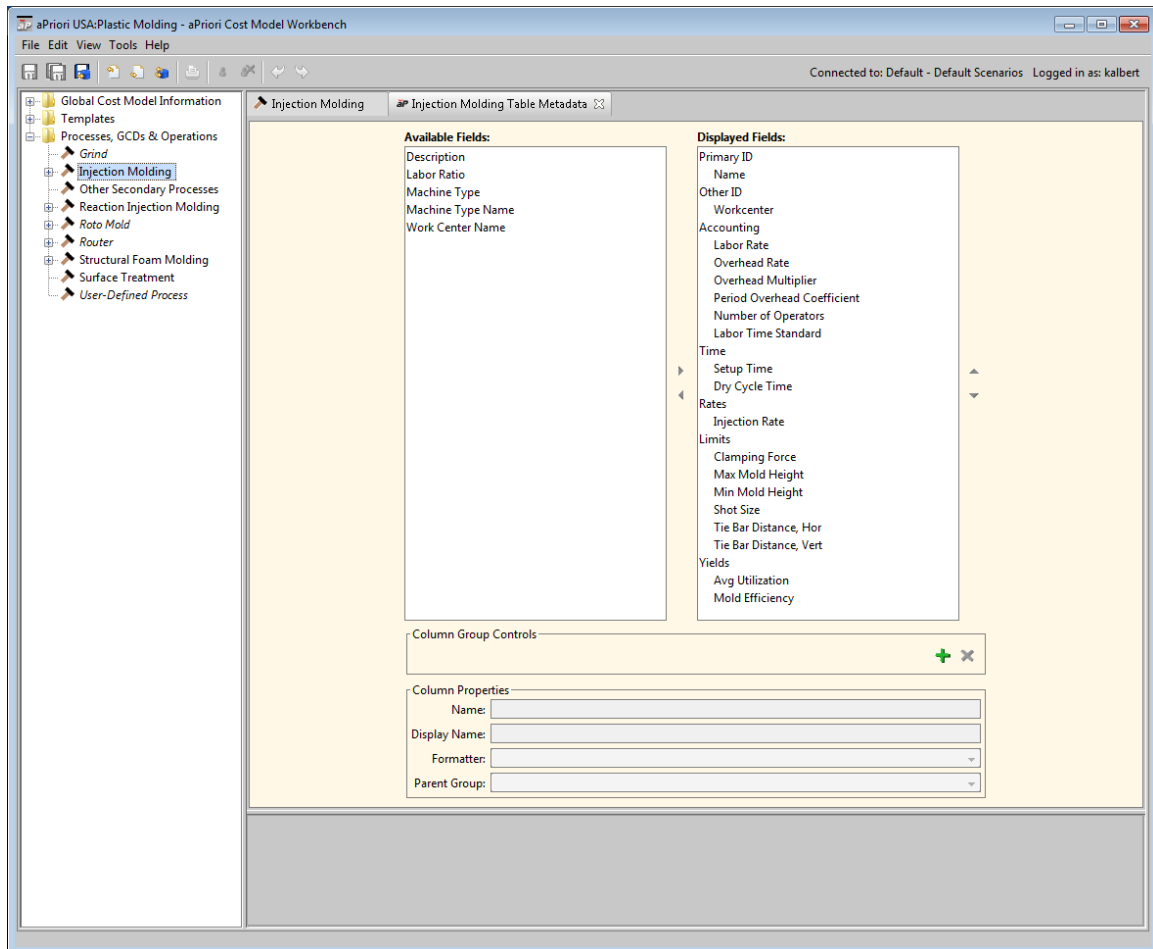 aPriori USA:Plastic Molding - aPriori Cost Model Workbench
File Edit View Tools Help
Connected to: Default - Default Scenarios Logged in as: kalbert
Global Cost Model Information
Templates
Processes, GCDs & Operations
Grind
Injection Molding
Other Secondary Processes
Reaction Injection Molding
Roto Mold
Router
Structural Foam Molding
Surface Treatment
User-Defined Process
Injection Molding
aP Injection Molding Table Metadata
Available Fields:
Description
Labor Ratio
Machine Type
Machine Type Name
Work Center Name
Displayed Fields:
Primary ID
Name
Other ID
Workcenter
Accounting
Labor Rate
Overhead Rate
Overhead Multiplier
Period Overhead Coefficient
Number of Operators
Labor Time Standard
Time
Setup Time
Dry Cycle Time
Rates
Injection Rate
Limits
Clamping Force
Max Mold Height
Min Mold Height
Shot Size
Tie Bar Distance, Hor
Tie Bar Distance, Vert
Yields
Avg Utilization
Mold Efficiency
Column Group Controls
Column Properties
Name:
Display Name:
Formatter:
Parent Group: